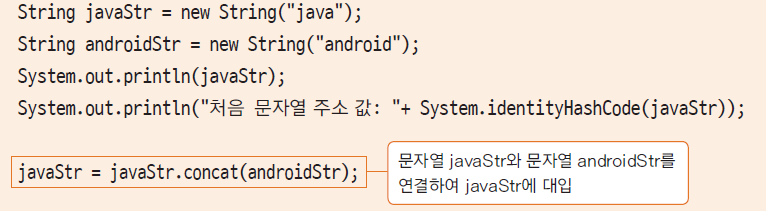 String javaStr = new String("java");
String androidStr = new String("android");
System.out.println(javaStr);
System.out.println("처음 문자열 주소 값: "+ System.identityHashCode(javaStr));
javaStr = javaStr.concat(androidStr);
문자열 javaStr와 문자열 androidStr를
연결하여 javaStr에 대입